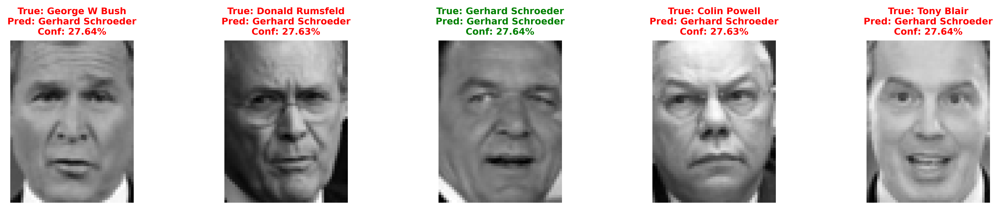 True: George W Bush
Pred: Gerhard Schroeder
Conf: 27.64%
True: Donald Rumsfeld
Pred: Gerhard Schroeder
Conf: 27.63%
True: Gerhard Schroeder
Pred: Gerhard Schroeder
Conf: 27.64%
True: Colin Powell
Pred: Gerhard Schroeder
Conf: 27.63%
True: Tony Blair
Pred: Gerhard Schroeder
Conf: 27.64%